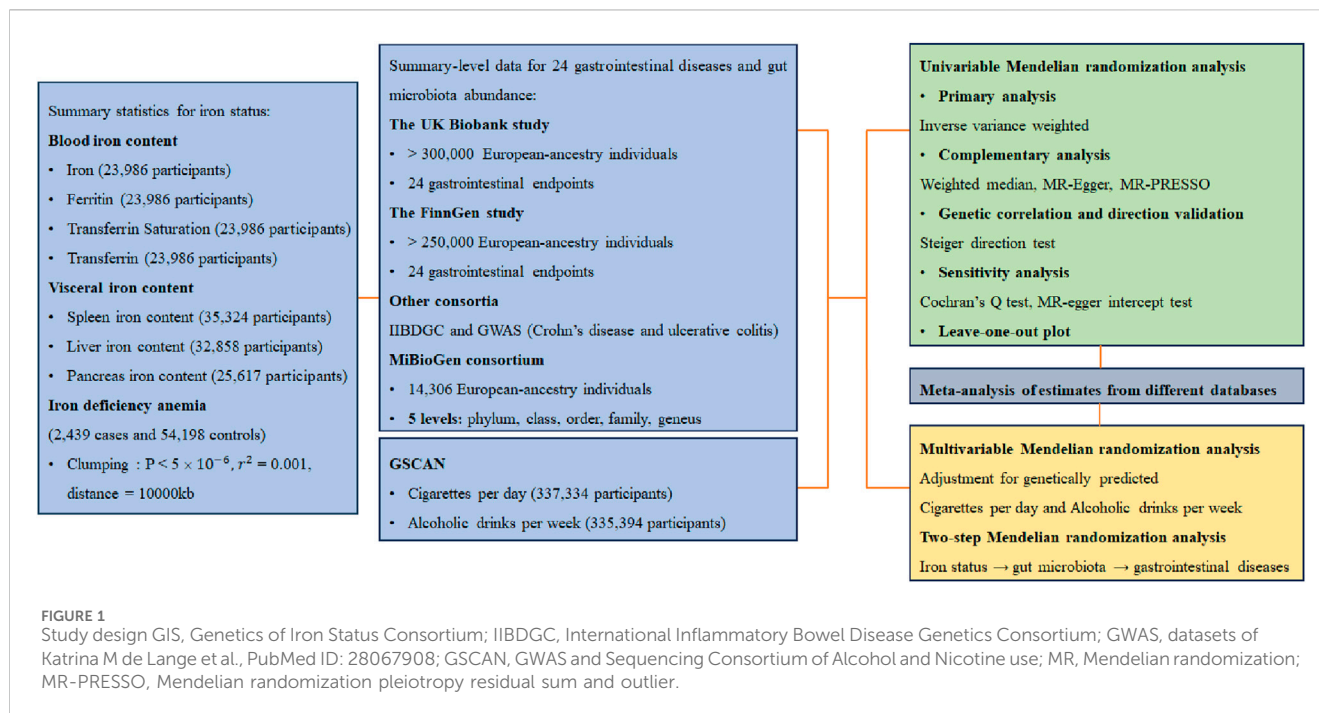 Summary statistics for iron status:
Blood iron content
• Iron (23,986 participants)
• Ferritin (23,986 participants)
• Transferrin Saturation (23,986 participants)
• Transferrin (23,986 participants)
Visceral iron content
• Spleen iron content (35,324 participants)
• Liver iron content (32,858 participants)
• Pancreas iron content (25,617 participants)
Iron deficiency anemia
(2,439 cases and 54,198 controls)
• Clumping : P < 5 × 10⁻⁶, r² = 0.001,
distance = 10000kb
Summary-level data for 24 gastrointestinal diseases and gut
microbiota abundance:
The UK Biobank study
• > 300,000 European-ancestry individuals
• 24 gastrointestinal endpoints
The FinnGen study
• > 250,000 European-ancestry individuals
• 24 gastrointestinal endpoints
Other consortia
IIBDGC and GWAS (Crohn's disease and ulcerative colitis)
MiBioGen consortium
• 14,306 European-ancestry individuals
• 5 levels: phylum, class, order, family, geneus
GSCAN
• Cigarettes per day (337,334 participants)
• Alcoholic drinks per week (335,394 participants)
Univariable Mendelian randomization analysis
• Primary analysis
Inverse variance weighted
• Complementary analysis
Weighted median, MR-Egger, MR-PRESSO
• Genetic correlation and direction validation
Steiger direction test
• Sensitivity analysis
Cochran's Q test, MR-egger intercept test
• Leave-one-out plot
Meta-analysis of estimates from different databases
Multivariable Mendelian randomization analysis
Adjustment for genetically predicted
Cigarettes per day and Alcoholic drinks per week
Two-step Mendelian randomization analysis
Iron status → gut microbiota → gastrointestinal diseases
FIGURE 1
Study design GIS, Genetics of Iron Status Consortium; IIBDGC, International Inflammatory Bowel Disease Genetics Consortium; GWAS, datasets of
Katrina M de Lange et al., PubMed ID: 28067908; GSCAN, GWAS and Sequencing Consortium of Alcohol and Nicotine use; MR, Mendelian randomization;
MR-PRESSO, Mendelian randomization pleiotropy residual sum and outlier.